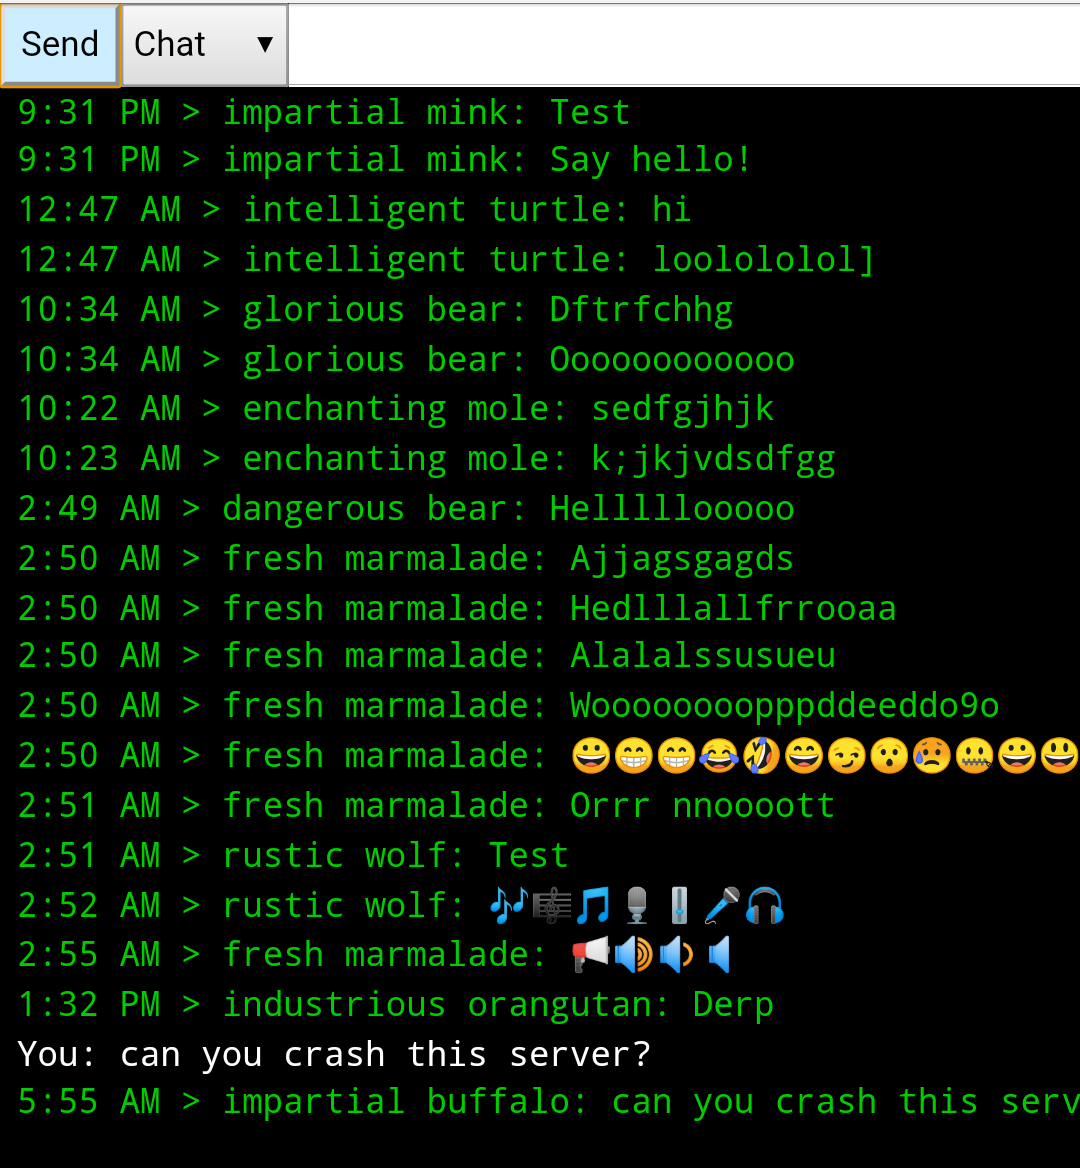 Send Chat ▼
9:31 PM > impartial mink: Test
9:31 PM > impartial mink: Say hello!
12:47 AM > intelligent turtle: hi
12:47 AM > intelligent turtle: loolololol]
10:34 AM > glorious bear: Dftrfchhg
10:34 AM > glorious bear: Oooooooooooo
10:22 AM > enchanting mole: sedfgjhjk
10:23 AM > enchanting mole: k;jkjvdsdfgg
2:49 AM > dangerous bear: Hellllloooooo
2:50 AM > fresh marmalade: Ajjagsgagds
2:50 AM > fresh marmalade: Hedlllallfrrooaa
2:50 AM > fresh marmalade: Alalalssusueu
2:50 AM > fresh marmalade: Woooooooopppddeeddo9o
2:50 AM > fresh marmalade: 😀😁😁😂🤣😄😏😯😥🤐😀😃
2:51 AM > fresh marmalade: Orrr nnoooott
2:51 AM > rustic wolf: Test
2:52 AM > rustic wolf: 🎶🎼🎵🎙🎚🎤🎧
2:55 AM > fresh marmalade: 📢🔊🔉🔈
1:32 PM > industrious orangutan: Derp
You: can you crash this server?
5:55 AM > impartial buffalo: can you crash this serv